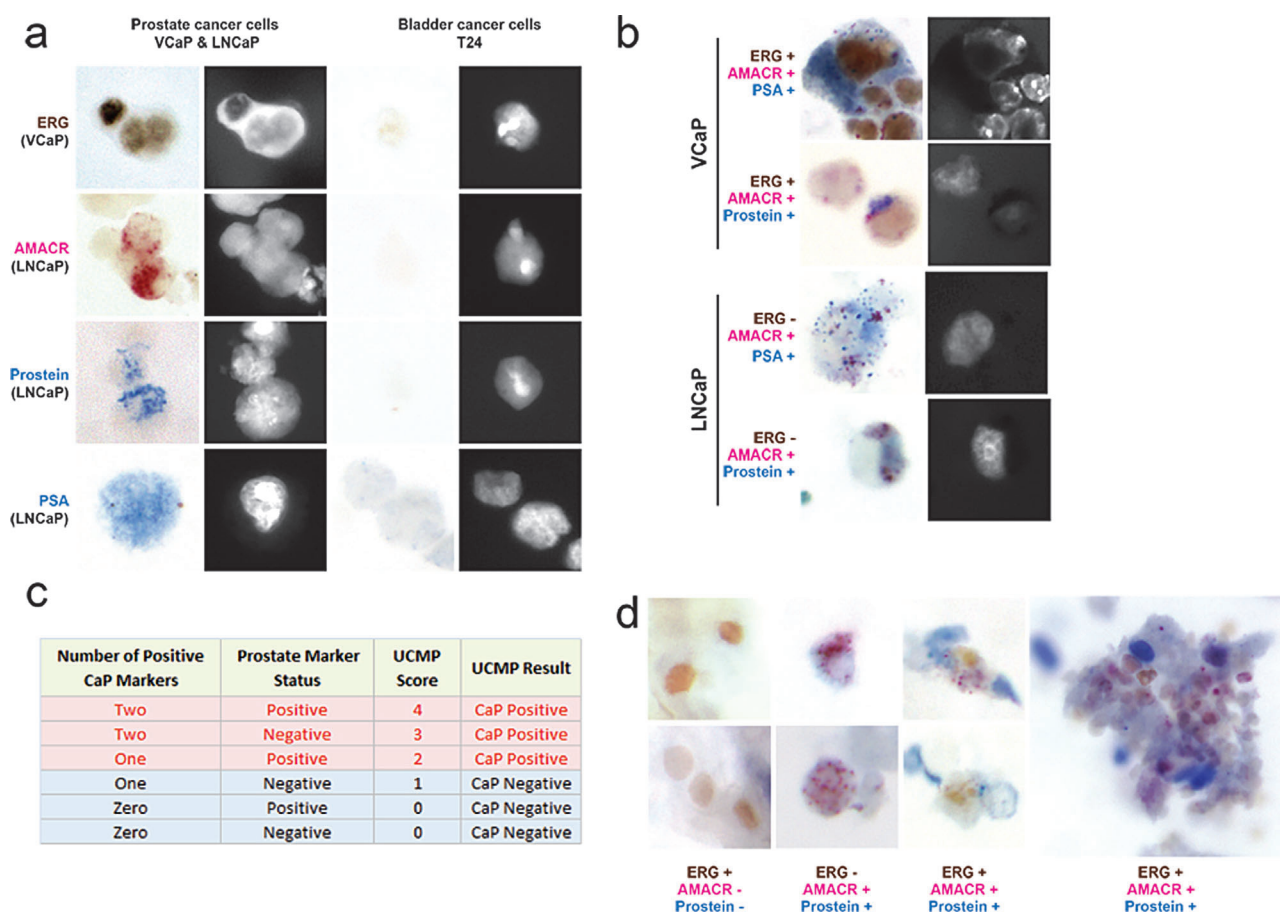 a
Prostate cancer cells
VCaP & LNCaP
Bladder cancer cells
T24
ERG
(VCaP)
AMACR
(LNCaP)
Prostein
(LNCaP)
PSA
(LNCaP)
b
VCaP
ERG +
AMACR +
PSA +
ERG +
AMACR +
Prostein +
LNCaP
ERG -
AMACR +
PSA +
ERG -
AMACR +
Prostein +
c
Number of Positive CaP Markers | Prostate Marker Status | UCMP Score | UCMP Result
Two | Positive | 4 | CaP Positive
Two | Negative | 3 | CaP Positive
One | Positive | 2 | CaP Positive
One | Negative | 1 | CaP Negative
Zero | Positive | 0 | CaP Negative
Zero | Negative | 0 | CaP Negative
d
ERG +
AMACR -
Prostein -
ERG -
AMACR +
Prostein +
ERG +
AMACR +
Prostein +
ERG +
AMACR +
Prostein +